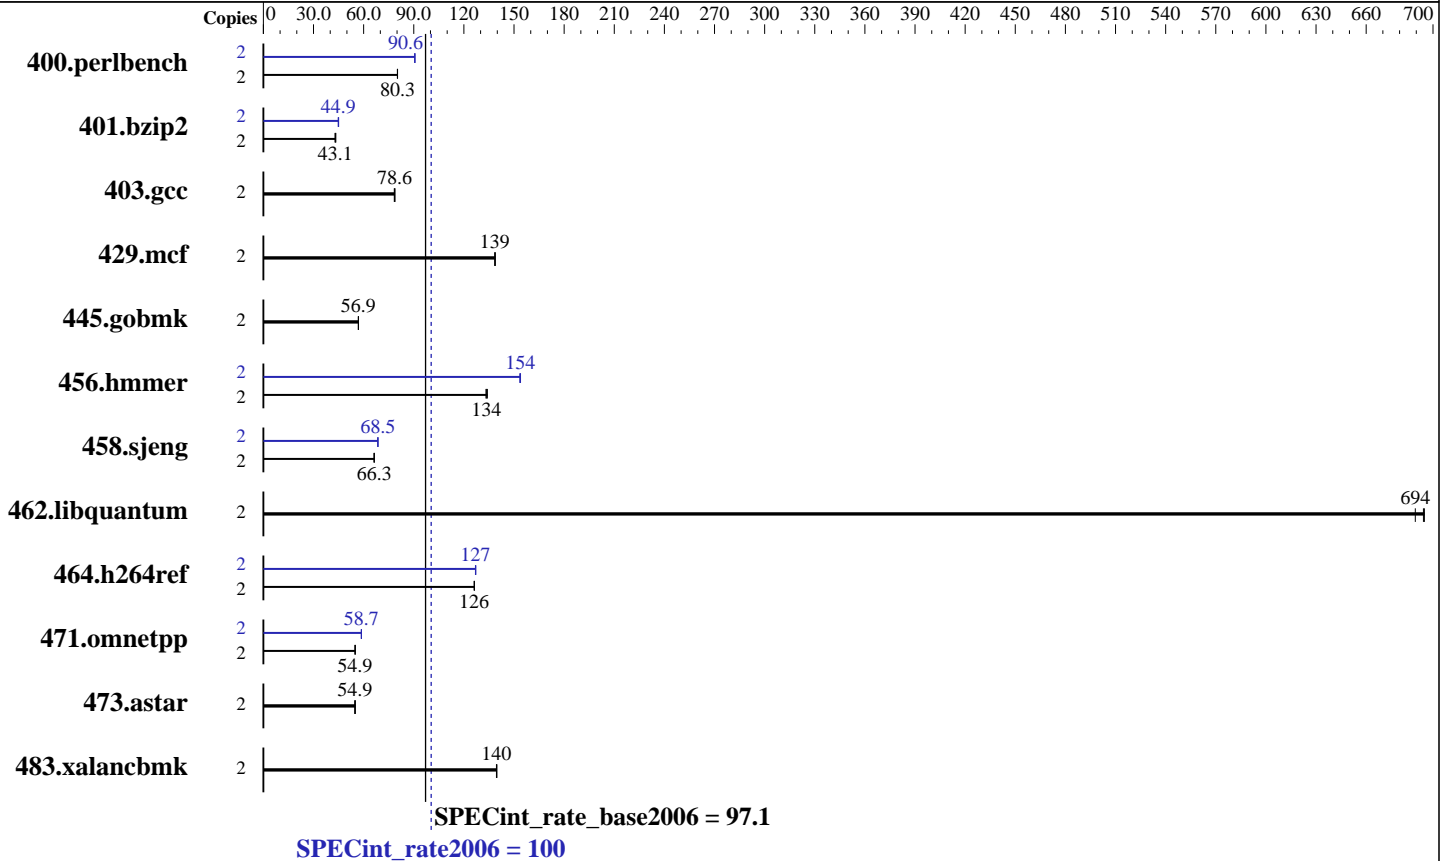 Copies 0 30.0 60.0 90.0 120 150 180 210 240 270 300 330 360 390 420 450 480 510 540 570 600 630 660 700
400.perlbench 2 90.6
2 80.3
401.bzip2 2 44.9
2 43.1
403.gcc 2 78.6
429.mcf 2 139
445.gobmk 2 56.9
456.hmmer 2 154
2 134
458.sjeng 2 68.5
2 66.3
462.libquantum 2 694
464.h264ref 2 127
2 126
471.omnetpp 2 58.7
2 54.9
473.astar 2 54.9
483.xalancbmk 2 140
SPECint_rate_base2006 = 97.1
SPECint_rate2006 = 100